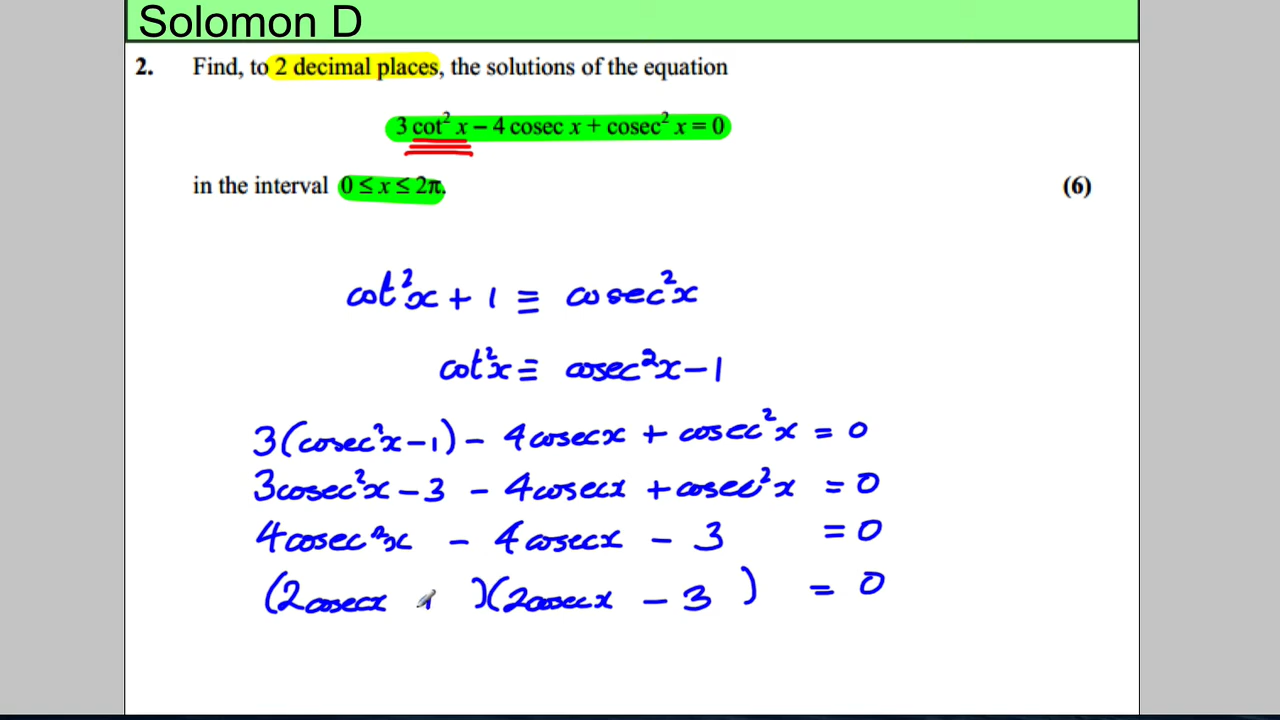 Solomon D
2. Find, to 2 decimal places, the solutions of the equation
3 cot² x − 4 cosec x + cosec² x = 0
in the interval 0 ≤ x ≤ 2π. (6)
cot²x + 1 ≡ cosec²x
cot²x ≡ cosec²x − 1
3(cosec²x − 1) − 4cosecx + cosec²x = 0
3cosec²x − 3 − 4cosecx + cosec²x = 0
4cosec²x − 4cosecx − 3 = 0
(2cosecx )(2cosecx − 3 ) = 0